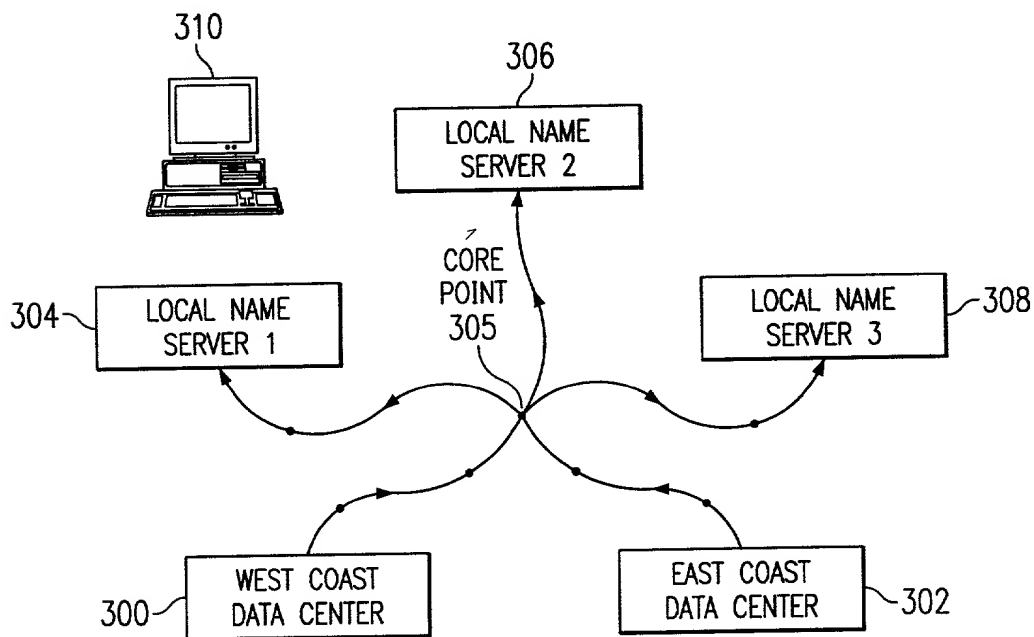 310
306
LOCAL NAME
SERVER 2
CORE
POINT
305
304
LOCAL NAME
SERVER 1
LOCAL NAME
SERVER 3
308
300
WEST COAST
DATA CENTER
EAST COAST
DATA CENTER
302